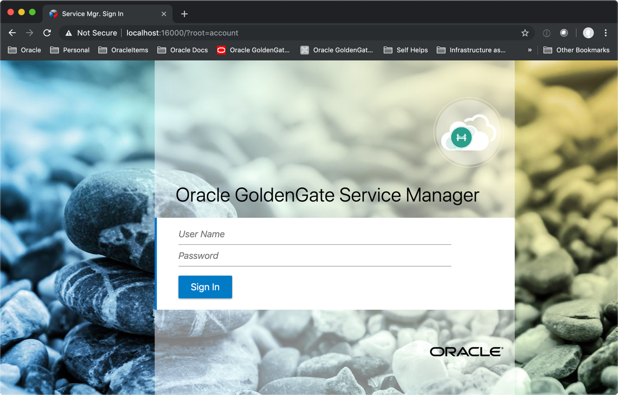 Service Mgr. Sign In
Not Secure | localhost:16000/?root=account
Oracle Personal OracleItems Oracle Docs Oracle GoldenGat... Oracle GoldenGate... Self Helps Infrastructure as... » Other Bookmarks
Oracle GoldenGate Service Manager
User Name
Password
Sign In
ORACLE